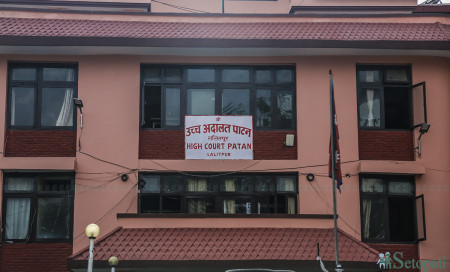 श्री
उच्च अदालत पाटन
ललितपुर
HIGH COURT PATAN
LALITPUR
Setopati